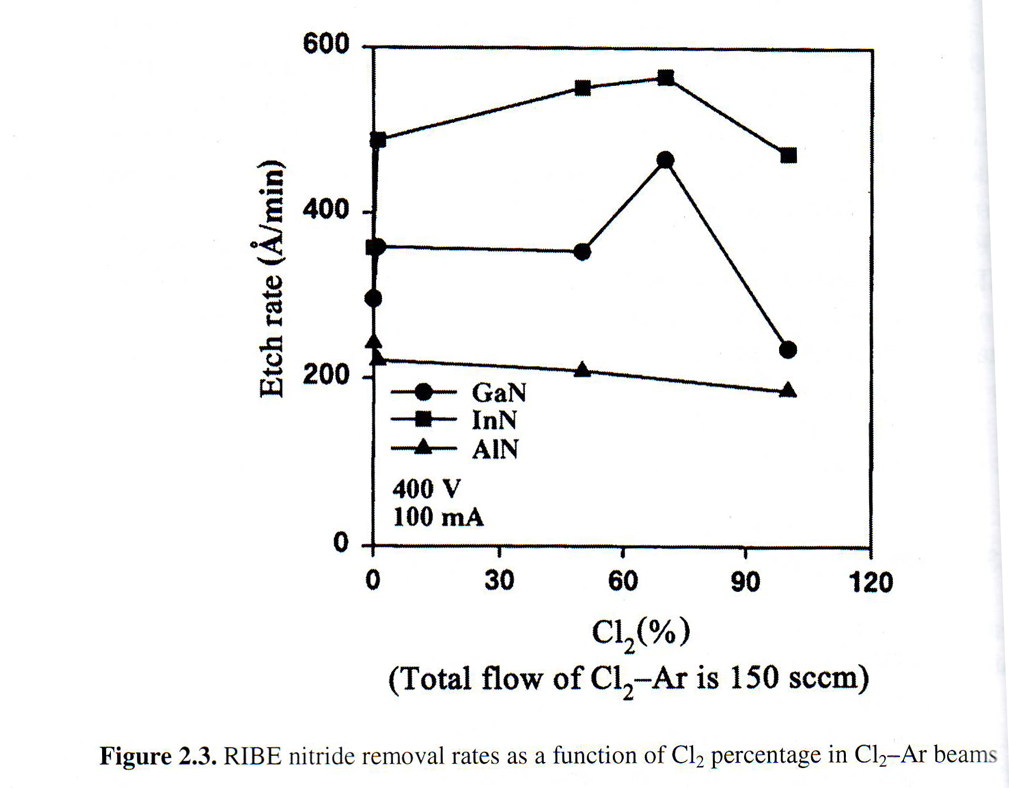 600
400
200
0
Etch rate (Å/min)
GaN
InN
AlN
400 V
100 mA
0 30 60 90 120
Cl₂(%)
(Total flow of Cl₂–Ar is 150 sccm)
Figure 2.3. RIBE nitride removal rates as a function of Cl₂ percentage in Cl₂–Ar beams